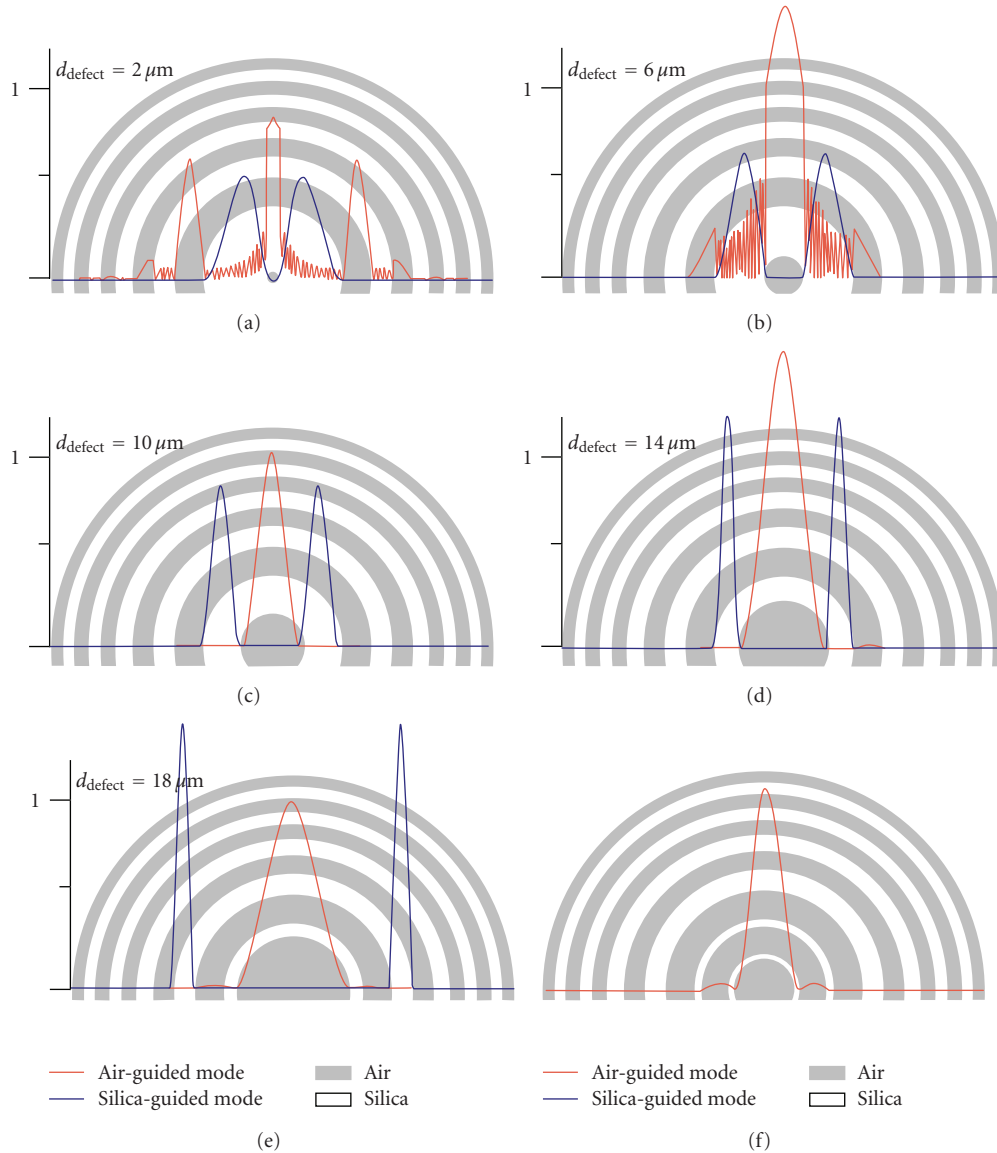 d_defect = 2 μm
1
(a)
d_defect = 6 μm
1
(b)
d_defect = 10 μm
1
(c)
d_defect = 14 μm
1
(d)
d_defect = 18 μm
1
Air-guided mode
Silica-guided mode
Air
Silica
(e)
Air-guided mode
Silica-guided mode
Air
Silica
(f)